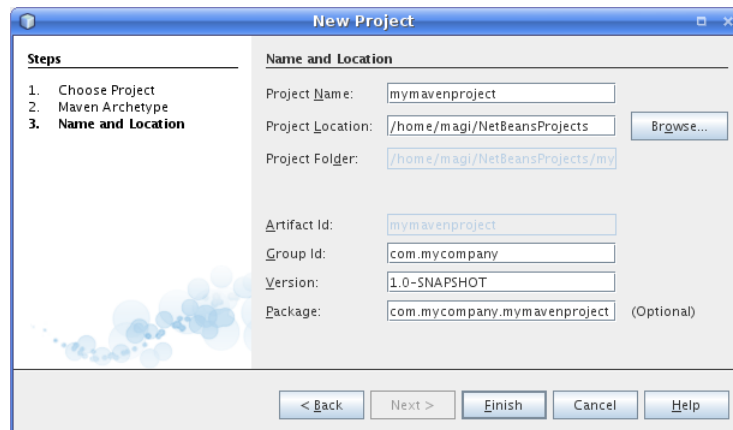 New Project
Steps
1. Choose Project
2. Maven Archetype
3. Name and Location
Name and Location
Project Name: mymavenproject
Project Location: /home/magi/NetBeansProjects Browse...
Project Folder: /home/magi/NetBeansProjects/my
Artifact Id: mymavenproject
Group Id: com.mycompany
Version: 1.0-SNAPSHOT
Package: com.mycompany.mymavenproject (Optional)
< Back Next > Finish Cancel Help